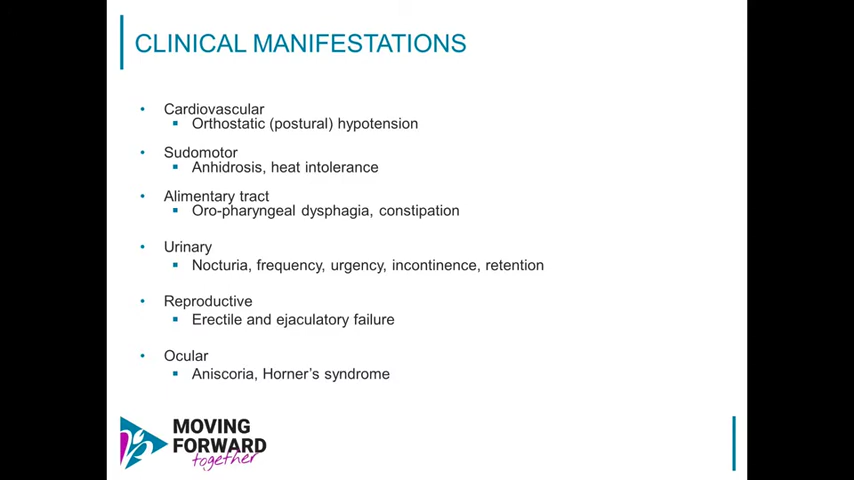 CLINICAL MANIFESTATIONS
• Cardiovascular
▪ Orthostatic (postural) hypotension
• Sudomotor
▪ Anhidrosis, heat intolerance
• Alimentary tract
▪ Oro-pharyngeal dysphagia, constipation
• Urinary
▪ Nocturia, frequency, urgency, incontinence, retention
• Reproductive
▪ Erectile and ejaculatory failure
• Ocular
▪ Aniscoria, Horner’s syndrome
MOVING
FORWARD
together